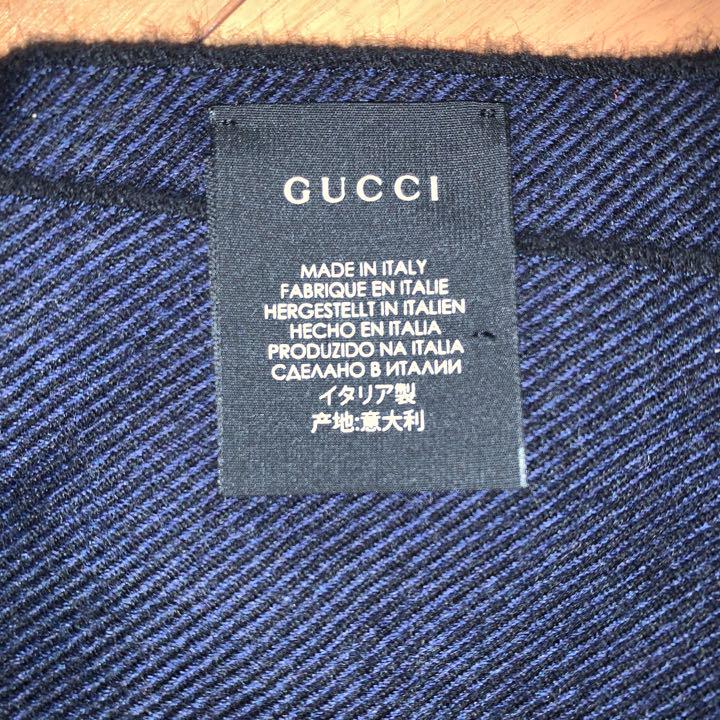 GUCCI
MADE IN ITALY
FABRIQUE EN ITALIE
HERGESTELLT IN ITALIEN
HECHO EN ITALIA
PRODUZIDO NA ITALIA
СДЕЛАНО В ИТАЛИИ
イタリア製
产地:意大利